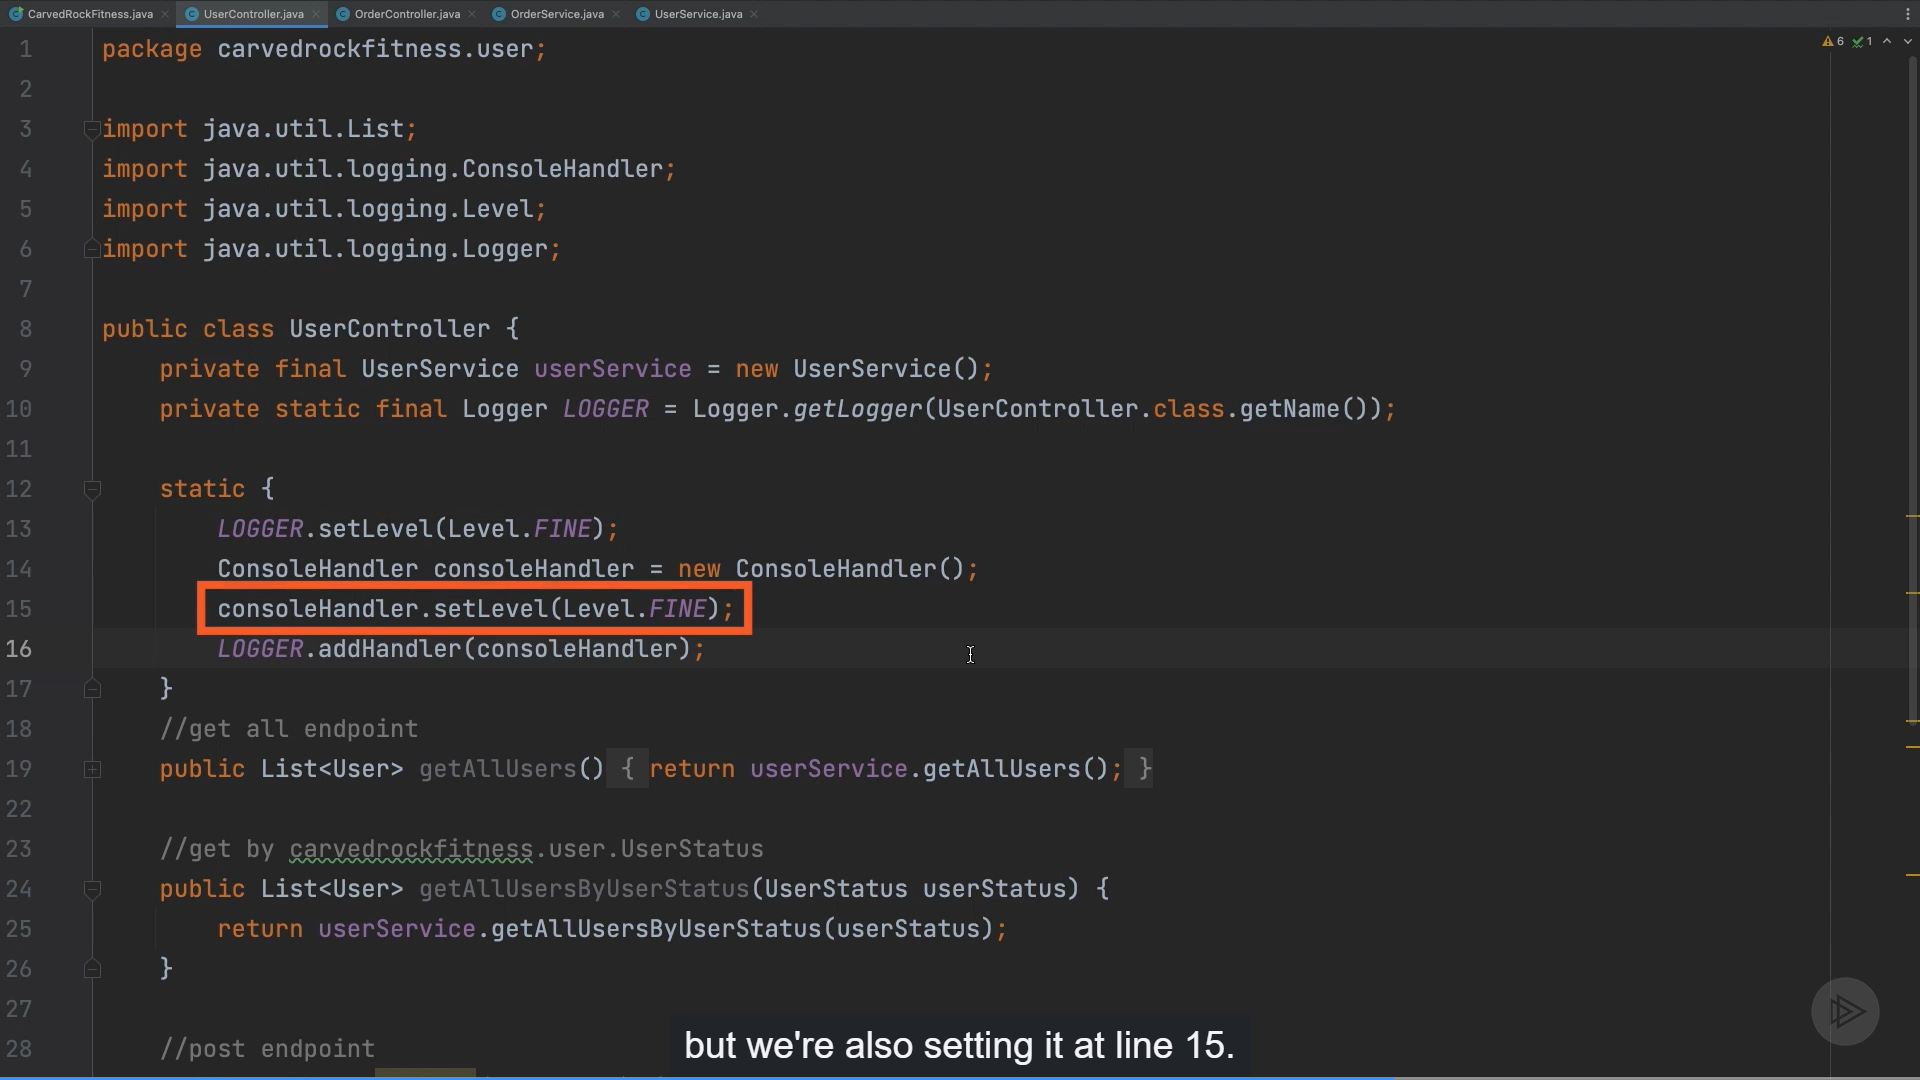 CarvedRockFitness.java UserController.java OrderController.java OrderService.java UserService.java
6 1
1 package carvedrockfitness.user;
2
3 import java.util.List;
4 import java.util.logging.ConsoleHandler;
5 import java.util.logging.Level;
6 import java.util.logging.Logger;
7
8 public class UserController {
9 private final UserService userService = new UserService();
10 private static final Logger LOGGER = Logger.getLogger(UserController.class.getName());
11
12 static {
13 LOGGER.setLevel(Level.FINE);
14 ConsoleHandler consoleHandler = new ConsoleHandler();
15 consoleHandler.setLevel(Level.FINE);
16 LOGGER.addHandler(consoleHandler);
17 }
18 //get all endpoint
19 public List<User> getAllUsers() { return userService.getAllUsers(); }
22
23 //get by carvedrockfitness.user.UserStatus
24 public List<User> getAllUsersByUserStatus(UserStatus userStatus) {
25 return userService.getAllUsersByUserStatus(userStatus);
26 }
27
28 //post endpoint
but we're also setting it at line 15.